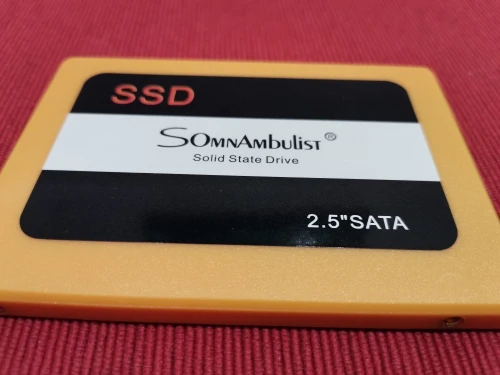 SSD
SOMNAMBULIST®
Solid State Drive
2.5"SATA